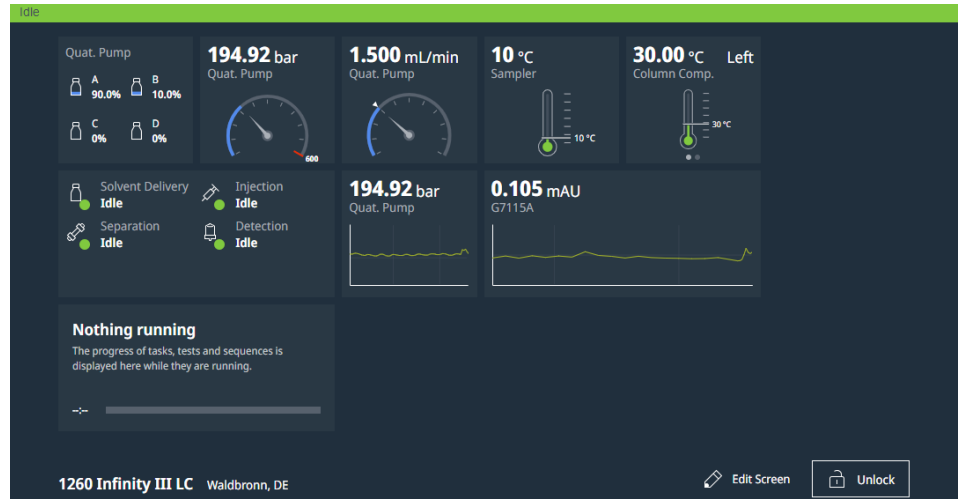 Idle
Quat. Pump
A
90.0%
B
10.0%
C
0%
D
0%
194.92 bar
Quat. Pump
600
1.500 mL/min
Quat. Pump
10 °C
Sampler
10 °C
30.00 °C Left
Column Comp.
30 °C
Solvent Delivery
Idle
Injection
Idle
Separation
Idle
Detection
Idle
194.92 bar
Quat. Pump
0.105 mAU
G7115A
Nothing running
The progress of tasks, tests and sequences is
displayed here while they are running.
--:--
1260 Infinity III LC Waldbronn, DE
Edit Screen
Unlock